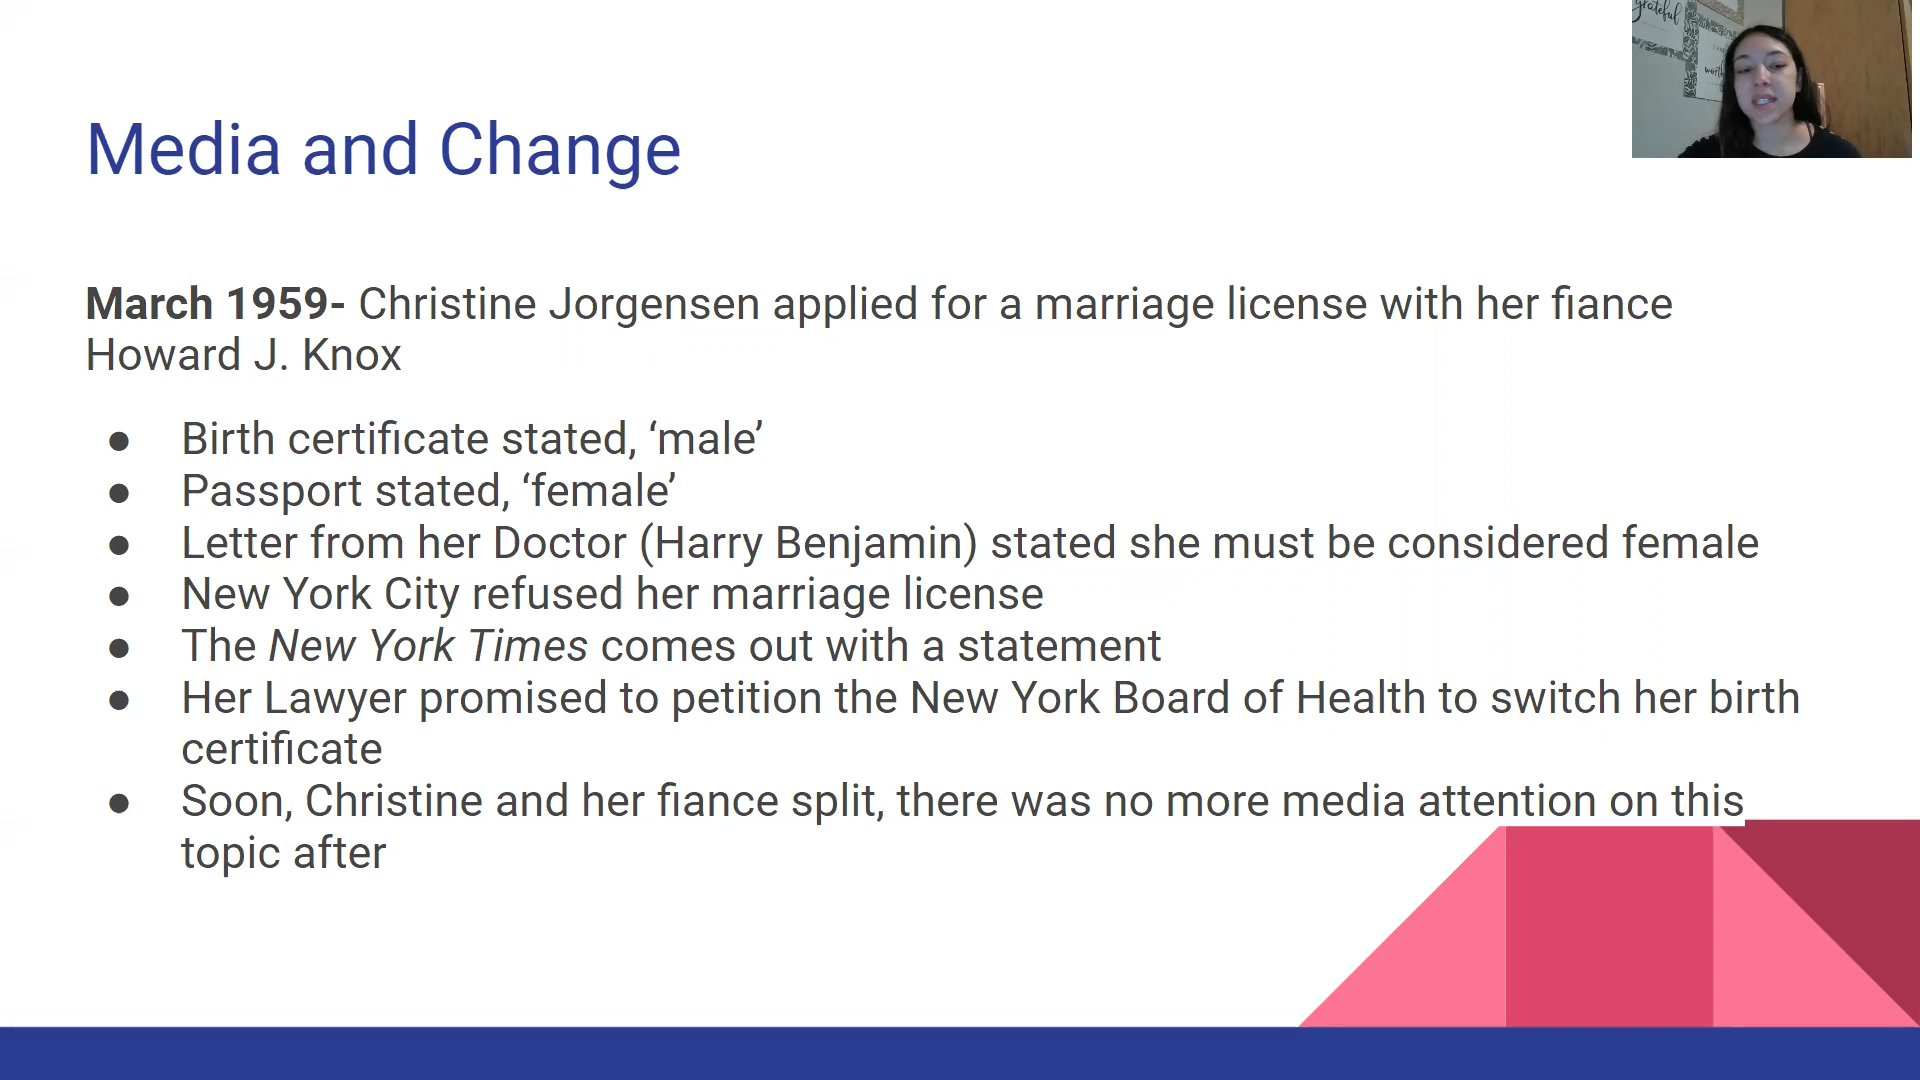 grateful
Media and Change
March 1959- Christine Jorgensen applied for a marriage license with her fiance
Howard J. Knox
● Birth certificate stated, ‘male’
● Passport stated, ‘female’
● Letter from her Doctor (Harry Benjamin) stated she must be considered female
● New York City refused her marriage license
● The New York Times comes out with a statement
● Her Lawyer promised to petition the New York Board of Health to switch her birth
certificate
● Soon, Christine and her fiance split, there was no more media attention on this
topic after